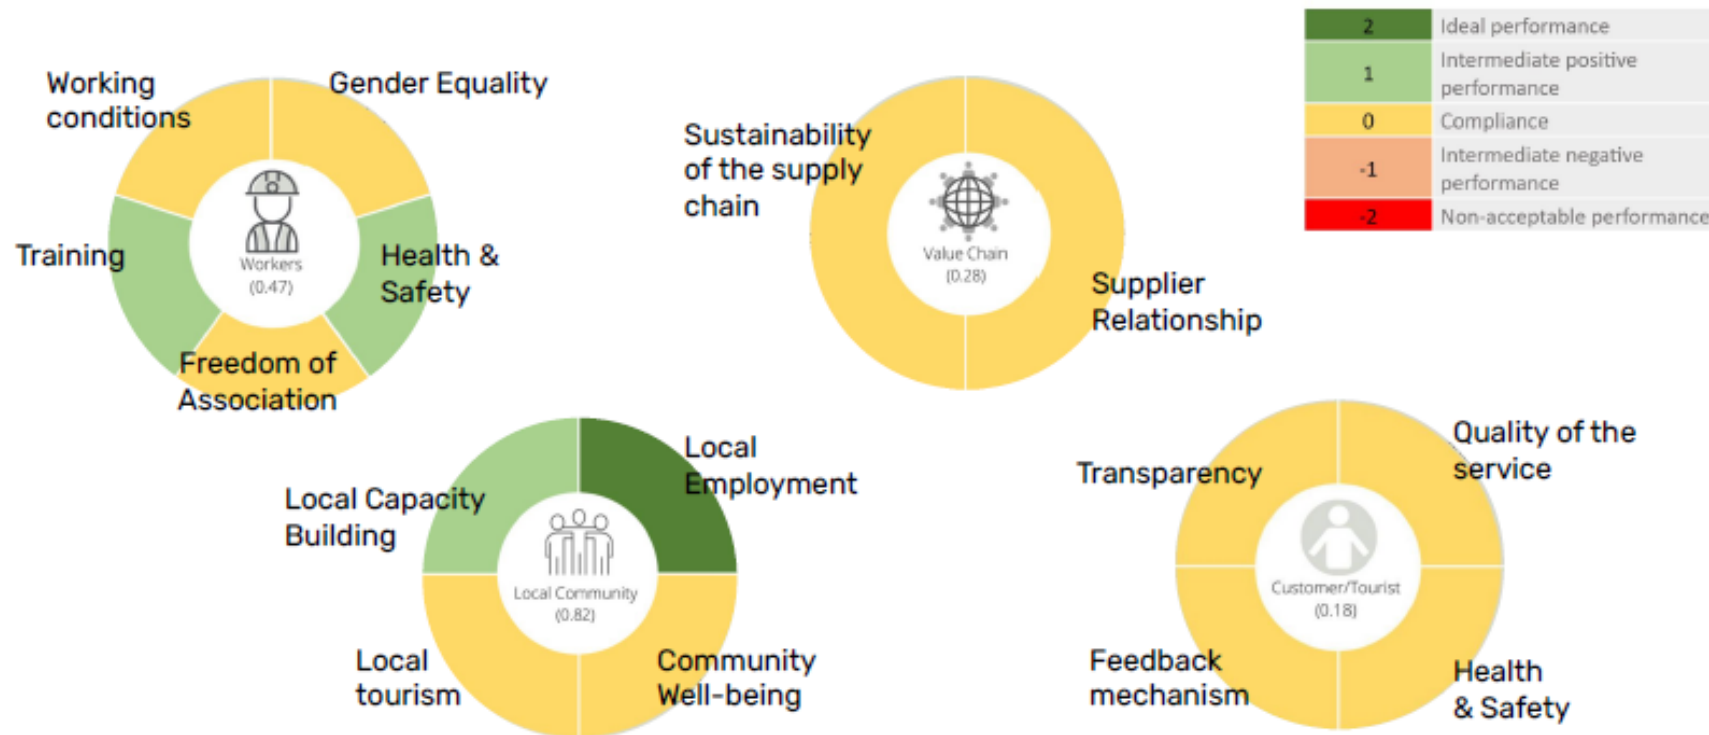 Working
conditions
Gender Equality
Training
Health &
Safety
Freedom of
Association
Workers
(0.47)
Sustainability
of the supply
chain
Supplier
Relationship
Value Chain
(0.28)
2 Ideal performance
1 Intermediate positive
performance
0 Compliance
-1 Intermediate negative
performance
-2 Non-acceptable performance
Local Capacity
Building
Local
Employment
Local Community
(0.82)
Local
tourism
Community
Well-being
Transparency
Quality of the
service
Customer/Tourist
(0.18)
Feedback
mechanism
Health
& Safety